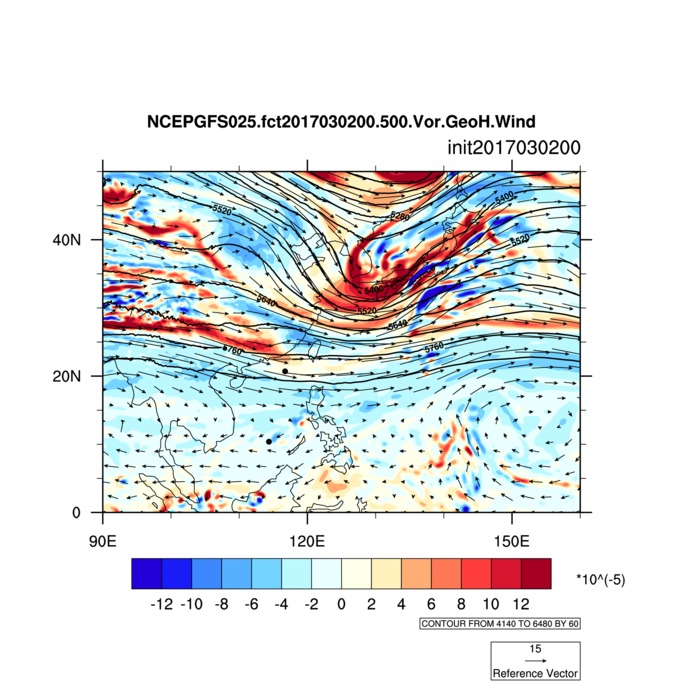 NCEPGFS025.fct2017030200.500.Vor.GeoH.Wind
init2017030200
5520
5280
5400
5520
40N
5400
5640
5520
5640
5760
5760
20N
0
90E 120E 150E
-12 -10 -8 -6 -4 -2 0 2 4 6 8 10 12 *10^(-5)
CONTOUR FROM 4140 TO 6480 BY 60
15
Reference Vector